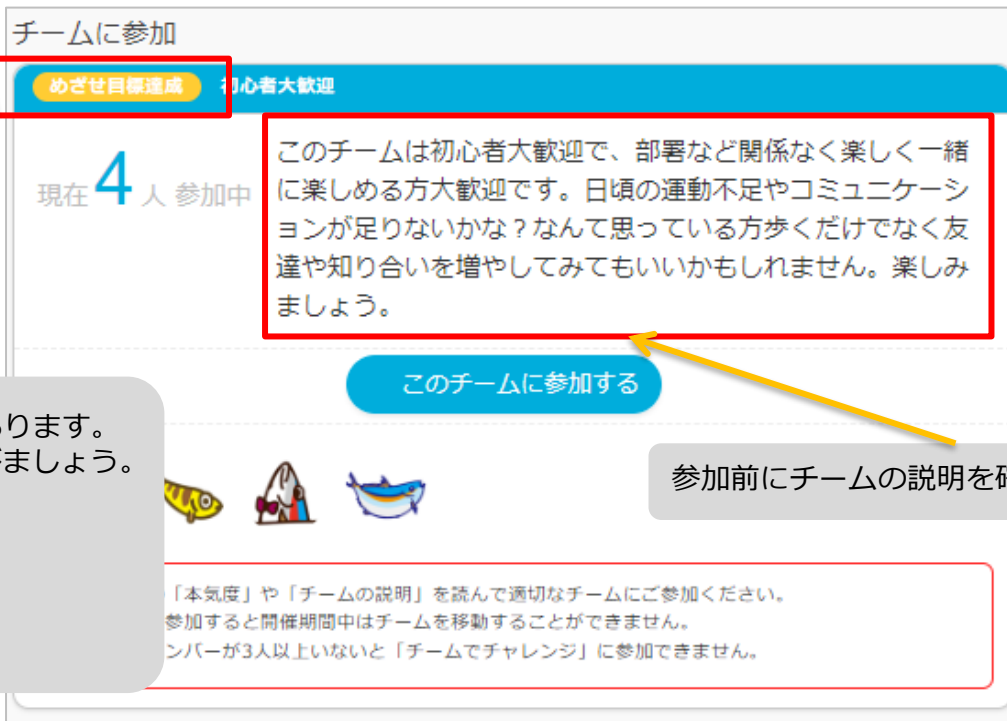 チームに参加
めざせ目標達成 初心者大歓迎
現在4人 参加中
このチームは初心者大歓迎で、部署など関係なく楽しく一緒
に楽しめる方大歓迎です。日頃の運動不足やコミュニケーシ
ョンが足りないかな？なんて思っている方歩くだけでなく友
達や知り合いを増やしてみてもいいかもしれません。楽しみ
ましょう。
このチームに参加する
ります。
ましょう。
参加前にチームの説明を
「本気度」や「チームの説明」を読んで適切なチームにご参加ください。
参加すると開催期間中はチームを移動することができません。
ンバーが3人以上いないと「チームでチャレンジ」に参加できません。